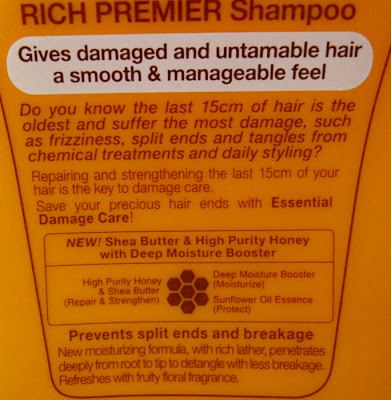 RICH PREMIER Shampoo
Gives damaged and untamable hair
a smooth & manageable feel
Do you know the last 15cm of hair is the
oldest and suffer the most damage, such
as frizziness, split ends and tangles from
chemical treatments and daily styling?
Repairing and strengthening the last 15cm of your
hair is the key to damage care.
Save your precious hair ends with Essential
Damage Care!
NEW! Shea Butter & High Purity Honey
with Deep Moisture Booster
High Purity Honey
& Shea Butter
(Repair & Strengthen)
Deep Moisture Booster
(Moisturize)
Sunflower Oil Essence
(Protect)
Prevents split ends and breakage
New moisturizing formula, with rich lather, penetrates
deeply from root to tip to detangle with less breakage.
Refreshes with fruity floral fragrance.